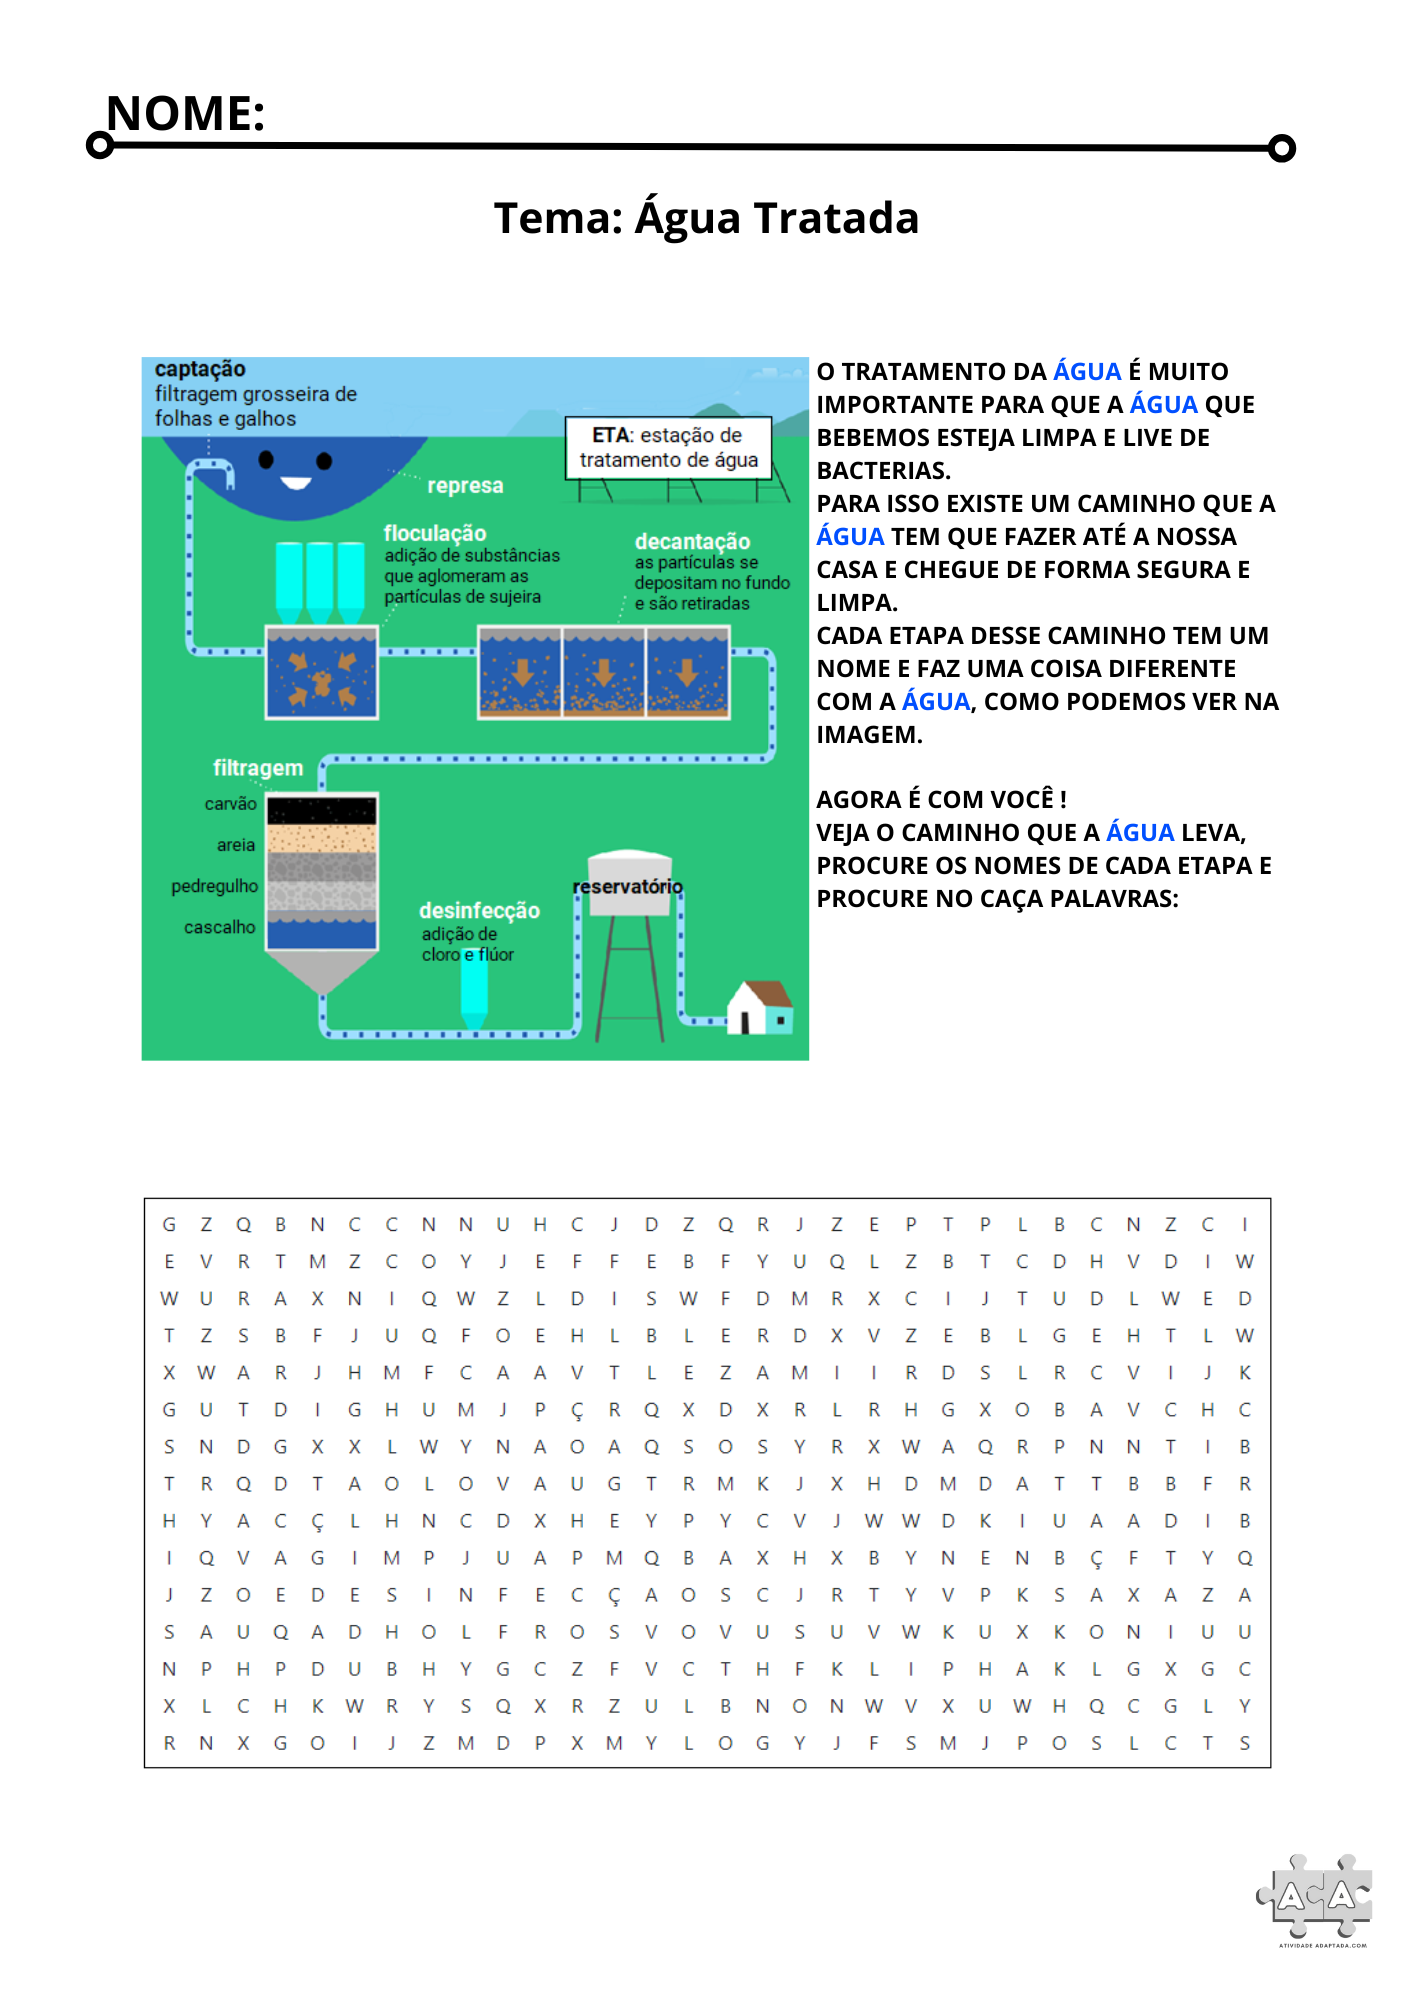 NOME:
Tema: Água Tratada
captação
filtragem grosseira de
folhas e galhos
ETA: estação de
tratamento de água
represa
floculação
adição de substâncias
que aglomeram as
partículas de sujeira
decantação
as partículas se
depositam no fundo
e são retiradas
filtragem
carvão
areia
pedregulho
cascalho
desinfecção
adição de
cloro e flúor
reservatório
O TRATAMENTO DA ÁGUA É MUITO
IMPORTANTE PARA QUE A ÁGUA QUE
BEBEMOS ESTEJA LIMPA E LIVE DE
BACTERIAS.
PARA ISSO EXISTE UM CAMINHO QUE A
ÁGUA TEM QUE FAZER ATÉ A NOSSA
CASA E CHEGUE DE FORMA SEGURA E
LIMPA.
CADA ETAPA DESSE CAMINHO TEM UM
NOME E FAZ UMA COISA DIFERENTE
COM A ÁGUA, COMO PODEMOS VER NA
IMAGEM.
AGORA É COM VOCÊ !
VEJA O CAMINHO QUE A ÁGUA LEVA,
PROCURE OS NOMES DE CADA ETAPA E
PROCURE NO CAÇA PALAVRAS:
G Z Q B N C C N N U H C J D Z Q R J Z E P T P L B C N Z C I
E V R T M Z C O Y J E F F E B F Y U Q L Z B T C D H V D I W
W U R A X N I Q W Z L D I S W F D M R X C I J T U D L W E D
T Z S B F J U Q F O E H L B L E R D X V Z E B L G E H T L W
X W A R J H M F C A A V T L E Z A M I I R D S L R C V I J K
G U T D I G H U M J P Ç R Q X D X R L R H G X O B A V C H C
S N D G X X L W Y N A O A Q S O S Y R X W A Q R P N N T I B
T R Q D T A O L O V A U G T R M K J X H D M D A T T B B F R
H Y A C Ç L H N C D X H E Y P Y C V J W W D K I U A A D I B
I Q V A G I M P J U A P M Q B A X H X B Y N E N B Ç F T Y Q
J Z O E D E S I N F E C Ç A O S C J R T Y V P K S A X A Z A
S A U Q A D H O L F R O S V O V U S U V W K U X K O N I U U
N P H P D U B H Y G C Z F V C T H F K L I P H A K L G X G C
X L C H K W R Y S Q X R Z U L B N O N W V X U W H Q C G L Y
R N X G O I J Z M D P X M Y L O G Y J F S M J P O S L C T S
A A
ATIVIDADE ADAPTADA.COM